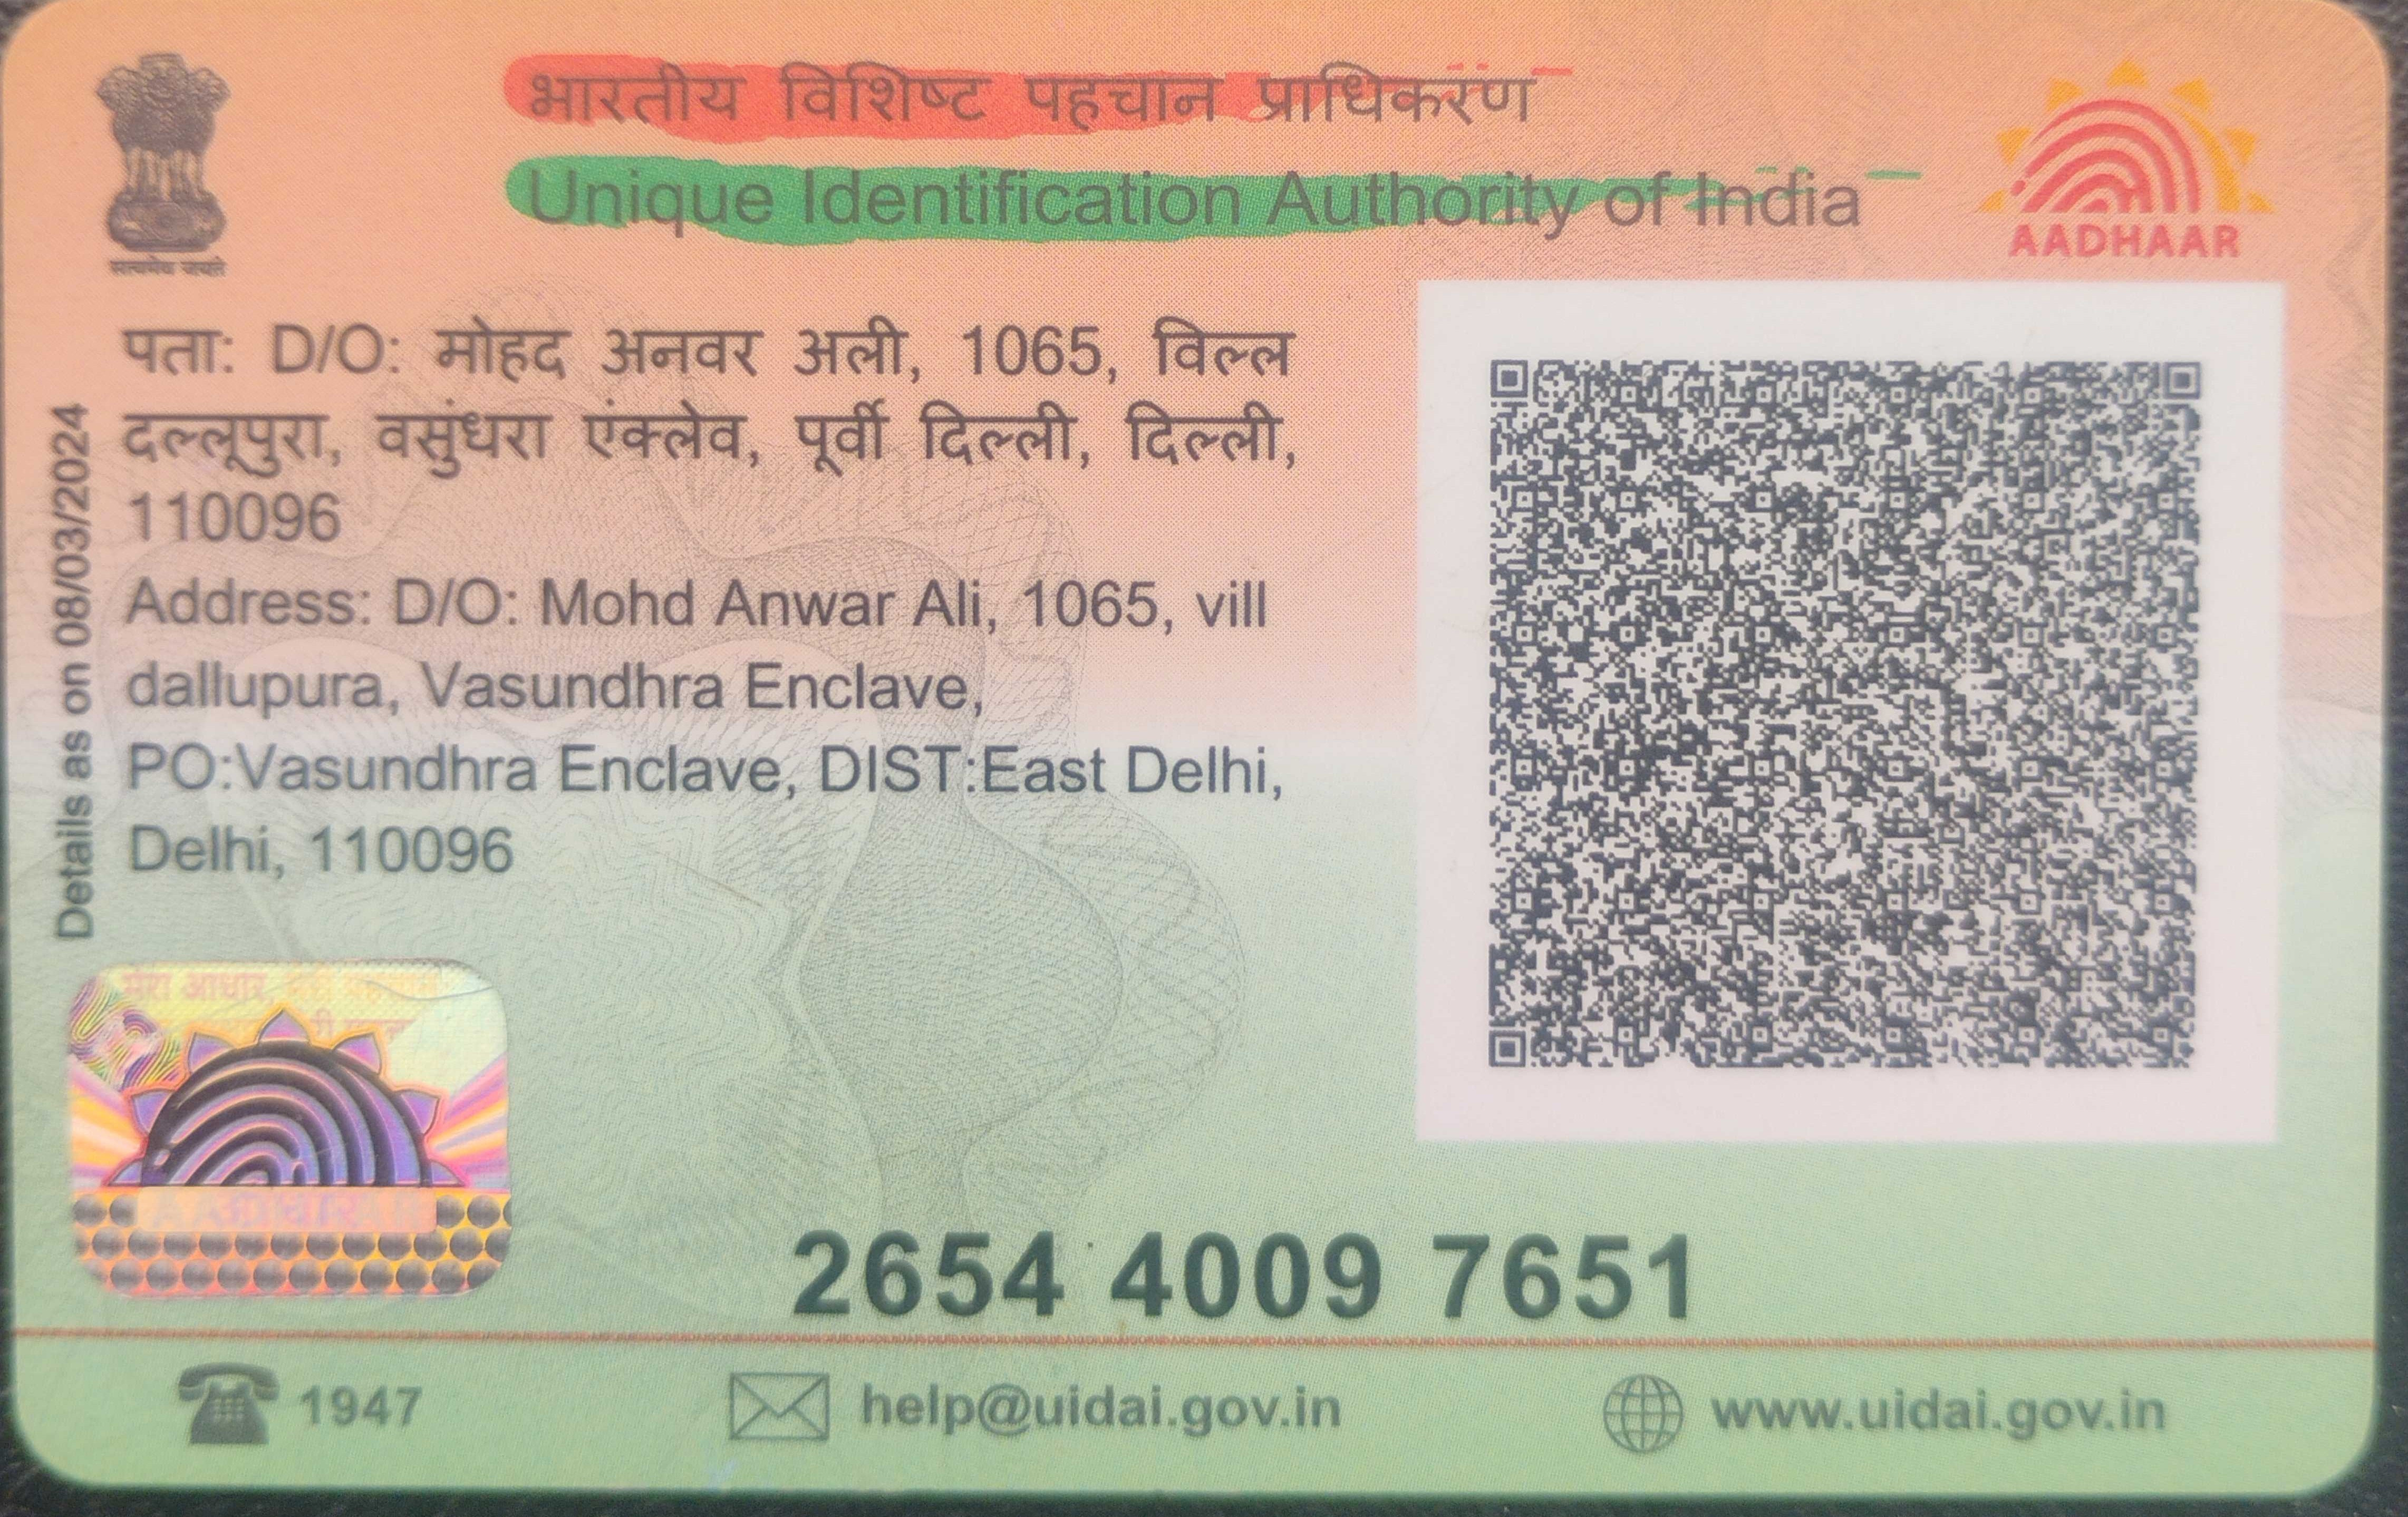 भारतीय विशिष्ट पहचान प्राधिकरण
Unique Identification Authority of India
सत्यमेव जयते
AADHAAR
पता: D/O: मोहद अनवर अली, 1065, विल्ल
दल्लूपुरा, वसुंधरा एंक्लेव, पूर्वी दिल्ली, दिल्ली,
110096
Address: D/O: Mohd Anwar Ali, 1065, vill
dallupura, Vasundhra Enclave,
PO:Vasundhra Enclave, DIST:East Delhi,
Delhi, 110096
Details as on 08/03/2024
मेरा आधार, मेरी पहचान
2654 4009 7651
1947
help@uidai.gov.in
www.uidai.gov.in